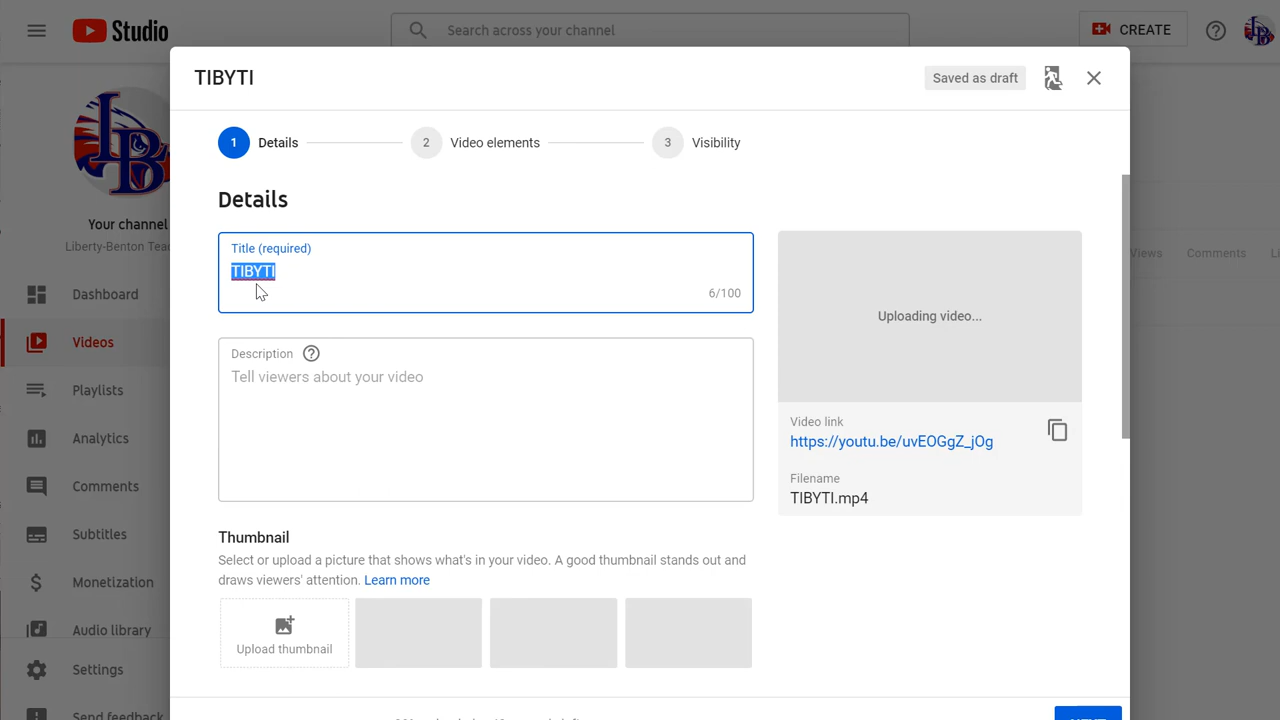 Studio
Search across your channel
CREATE
TIBYTI
Saved as draft
1 Details
2 Video elements
3 Visibility
Your channel
Liberty-Benton Teac
Details
Title (required)
TIBYTI
6/100
Uploading video...
Views Comments
Dashboard
Videos
Playlists
Analytics
Comments
Subtitles
Monetization
Audio library
Settings
Send feedback
Description
Tell viewers about your video
Video link
https://youtu.be/uvEOGgZ_jOg
Filename
TIBYTI.mp4
Thumbnail
Select or upload a picture that shows what's in your video. A good thumbnail stands out and
draws viewers' attention. Learn more
Upload thumbnail
NEXT